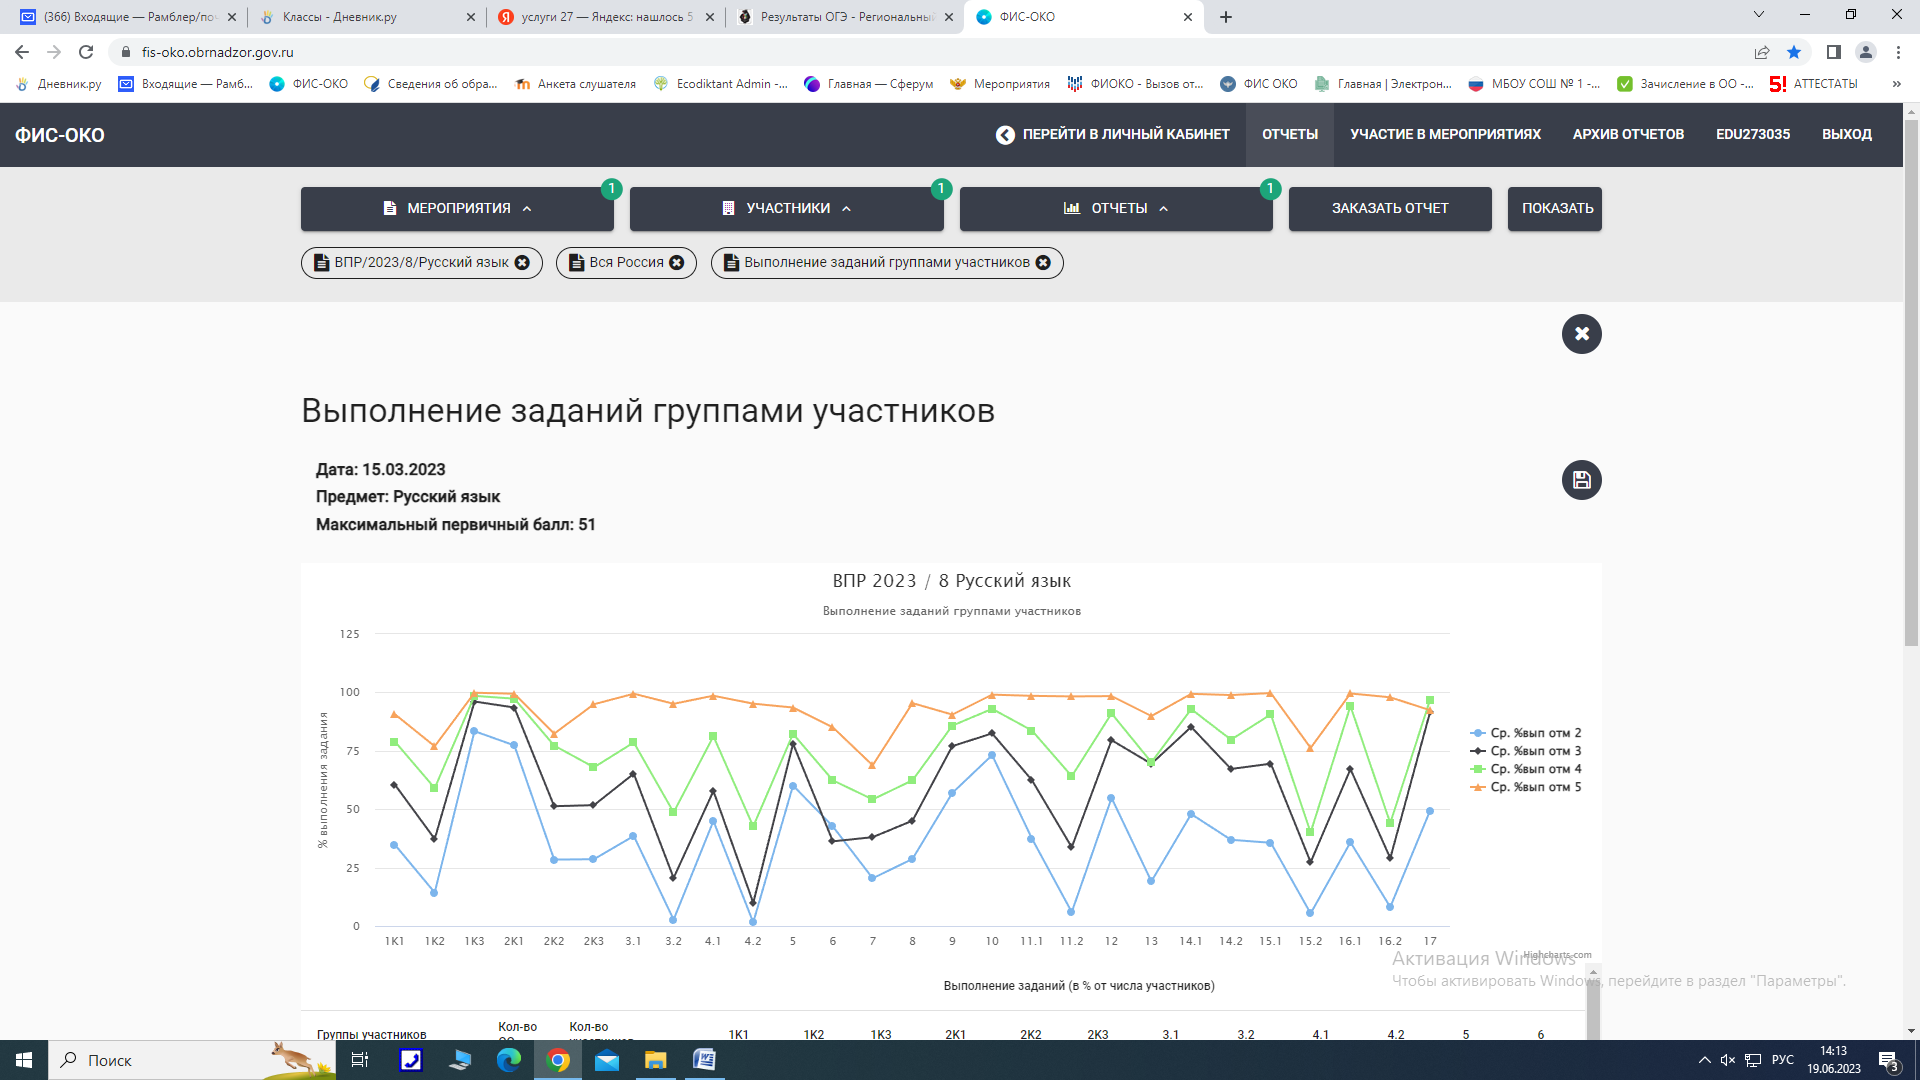 (366) Входящие — Рамблер/поч
Классы - Дневник.ру
услуги 27 — Яндекс: нашлось 5
Результаты ОГЭ - Региональный
ФИС-ОКО
fis-oko.obrnadzor.gov.ru
Дневник.ру
Входящие — Рамб...
ФИС-ОКО
Сведения об обра...
Анкета слушателя
Ecodiktant Admin -...
Главная — Сферум
Мероприятия
ФИОКО - Вызов от...
ФИС ОКО
Главная | Электрон...
МБОУ СОШ № 1 -...
Зачисление в ОО -...
5!
АТТЕСТАТЫ
»
ФИС-ОКО
ПЕРЕЙТИ В ЛИЧНЫЙ КАБИНЕТ
ОТЧЕТЫ
УЧАСТИЕ В МЕРОПРИЯТИЯХ
АРХИВ ОТЧЕТОВ
EDU273035
ВЫХОД
МЕРОПРИЯТИЯ 1
УЧАСТНИКИ 1
ОТЧЕТЫ 1
ЗАКАЗАТЬ ОТЧЕТ
ПОКАЗАТЬ
ВПР/2023/8/Русский язык
Вся Россия
Выполнение заданий группами участников
Выполнение заданий группами участников
Дата: 15.03.2023
Предмет: Русский язык
Максимальный первичный балл: 51
ВПР 2023 / 8 Русский язык
Выполнение заданий группами участников
% выполнения задания
125
100
75
50
25
0
1K1 1K2 1K3 2K1 2K2 2K3 3.1 3.2 4.1 4.2 5 6 7 8 9 10 11.1 11.2 12 13 14.1 14.2 15.1 15.2 16.1 16.2 17
Ср. %вып отм 2
Ср. %вып отм 3
Ср. %вып отм 4
Ср. %вып отм 5
Highcharts.com
Активация Windows
Чтобы активировать Windows, перейдите в раздел "Параметры".
Выполнение заданий (в % от числа участников)
Группы участников
Кол-во
Кол-во
1K1 1K2 1K3 2K1 2K2 2K3 3.1 3.2 4.1 4.2 5 6
Поиск
РУС
14:13
19.06.2023
3